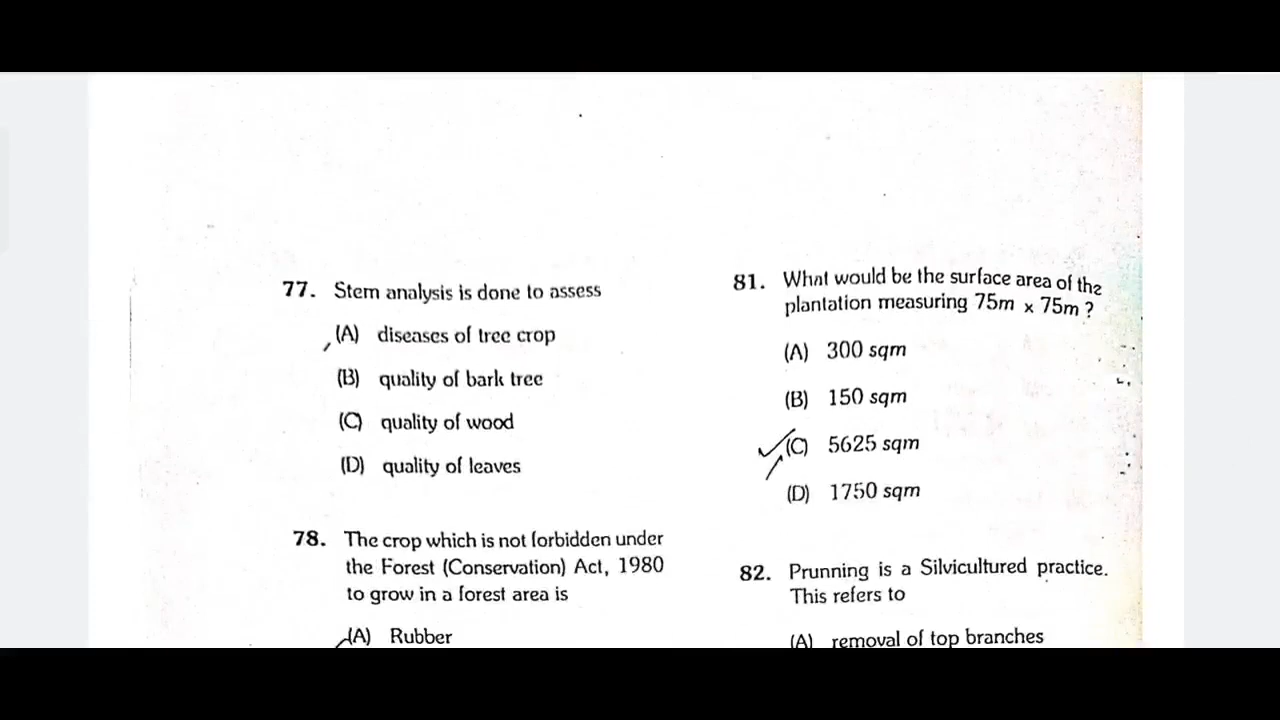 77. Stem analysis is done to assess
(A) diseases of tree crop
(B) quality of bark tree
(C) quality of wood
(D) quality of leaves
78. The crop which is not forbidden under
the Forest (Conservation) Act, 1980
to grow in a forest area is
(A) Rubber
81. What would be the surface area of the
plantation measuring 75m x 75m ?
(A) 300 sqm
(B) 150 sqm
(C) 5625 sqm
(D) 1750 sqm
82. Prunning is a Silvicultured practice.
This refers to
(A) removal of top branches